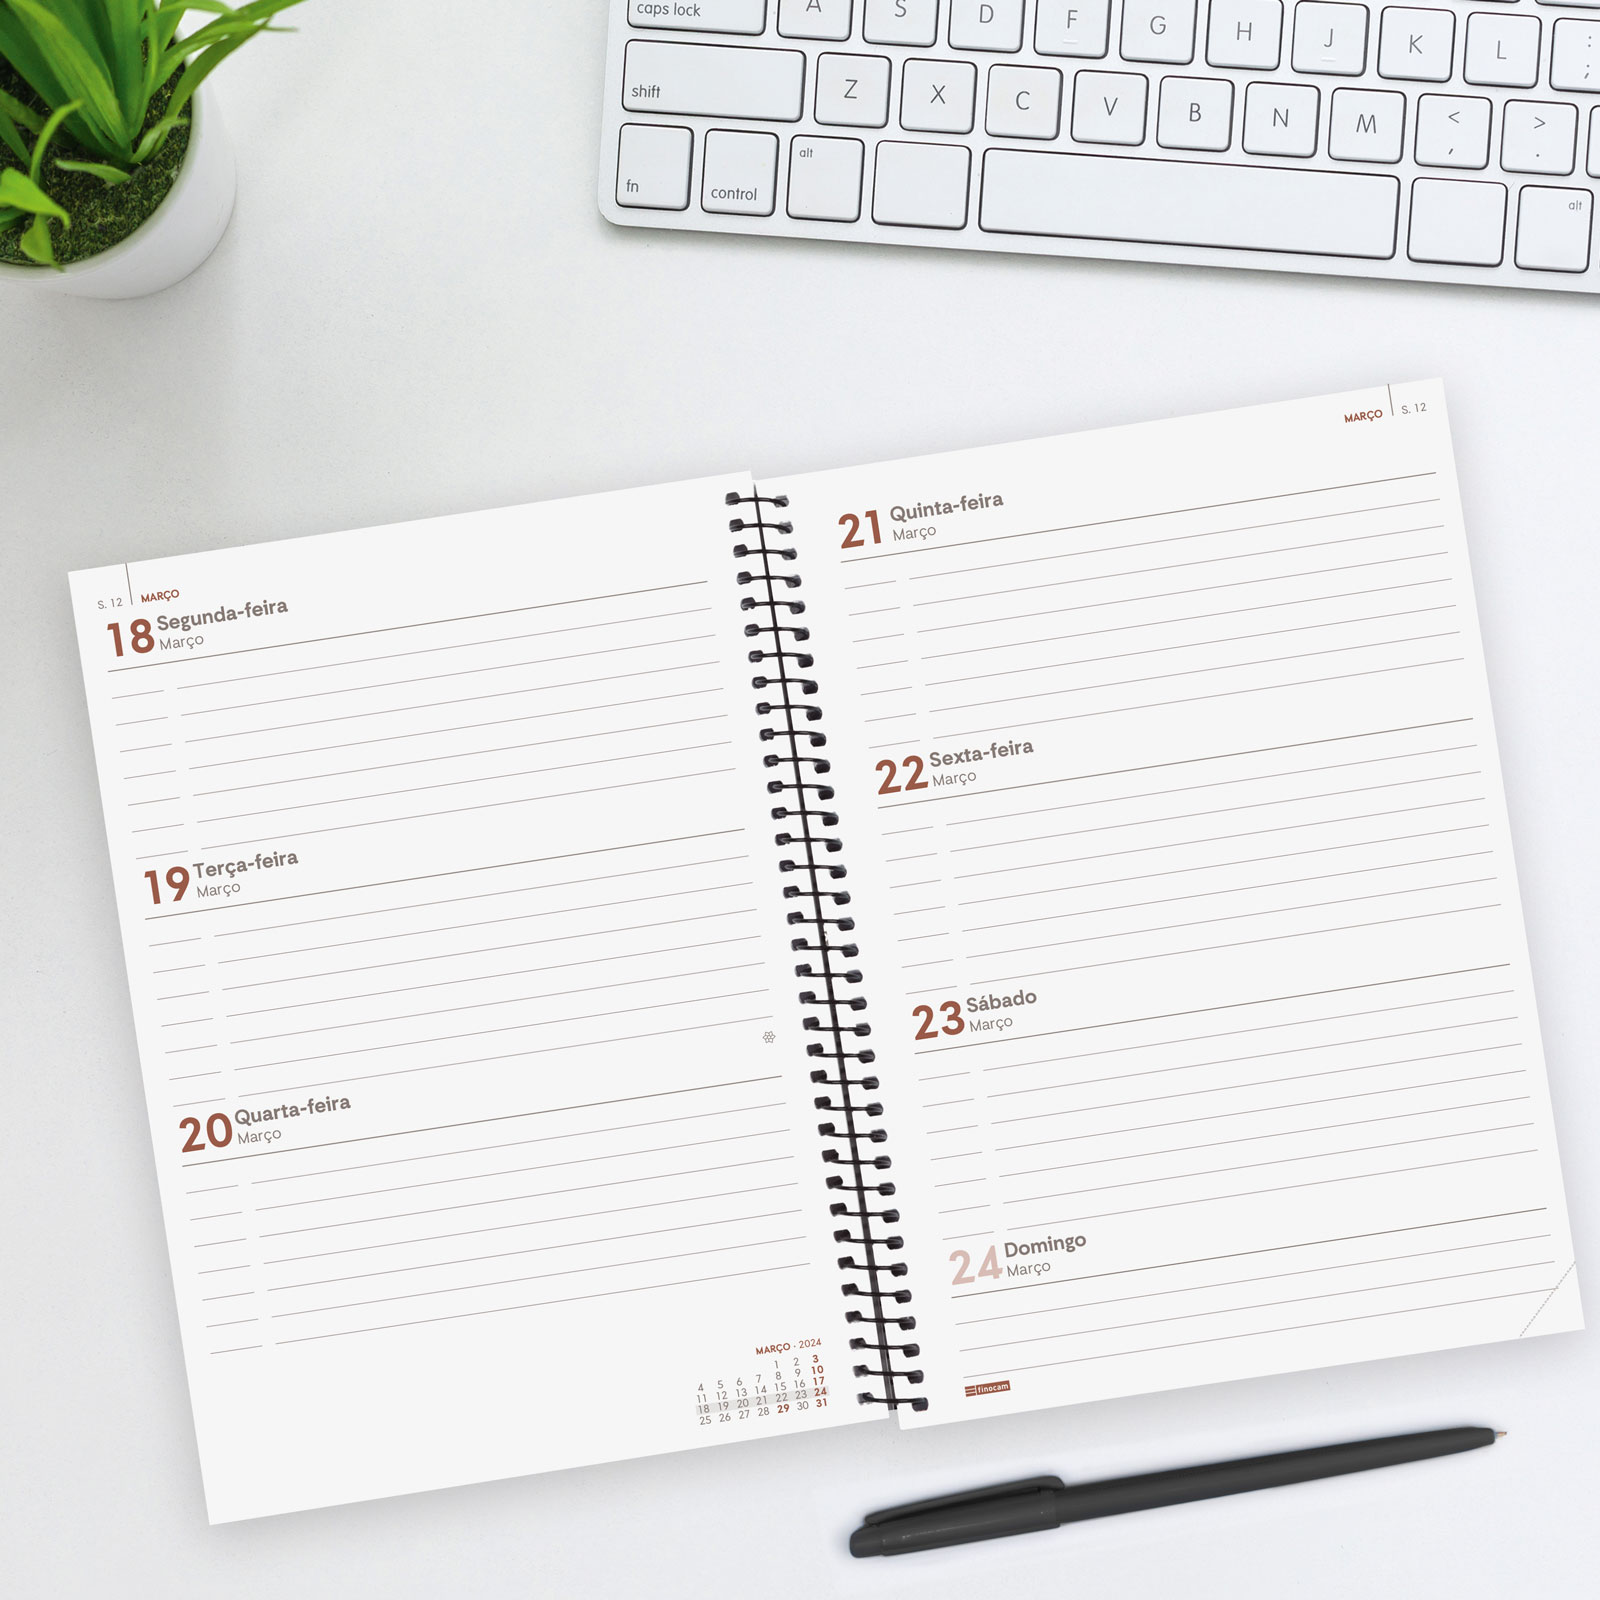 caps lock A S D F G H J K L : ;
shift Z X C V B N M < , > .
fn control alt alt
S. 12 MARÇO
18 Segunda-feira
Março
19 Terça-feira
Março
20 Quarta-feira
Março
MARÇO · 2024
1 2 3
4 5 6 7 8 9 10
11 12 13 14 15 16 17
18 19 20 21 22 23 24
25 26 27 28 29 30 31
MARÇO S. 12
21 Quinta-feira
Março
22 Sexta-feira
Março
23 Sábado
Março
24 Domingo
Março
finocam